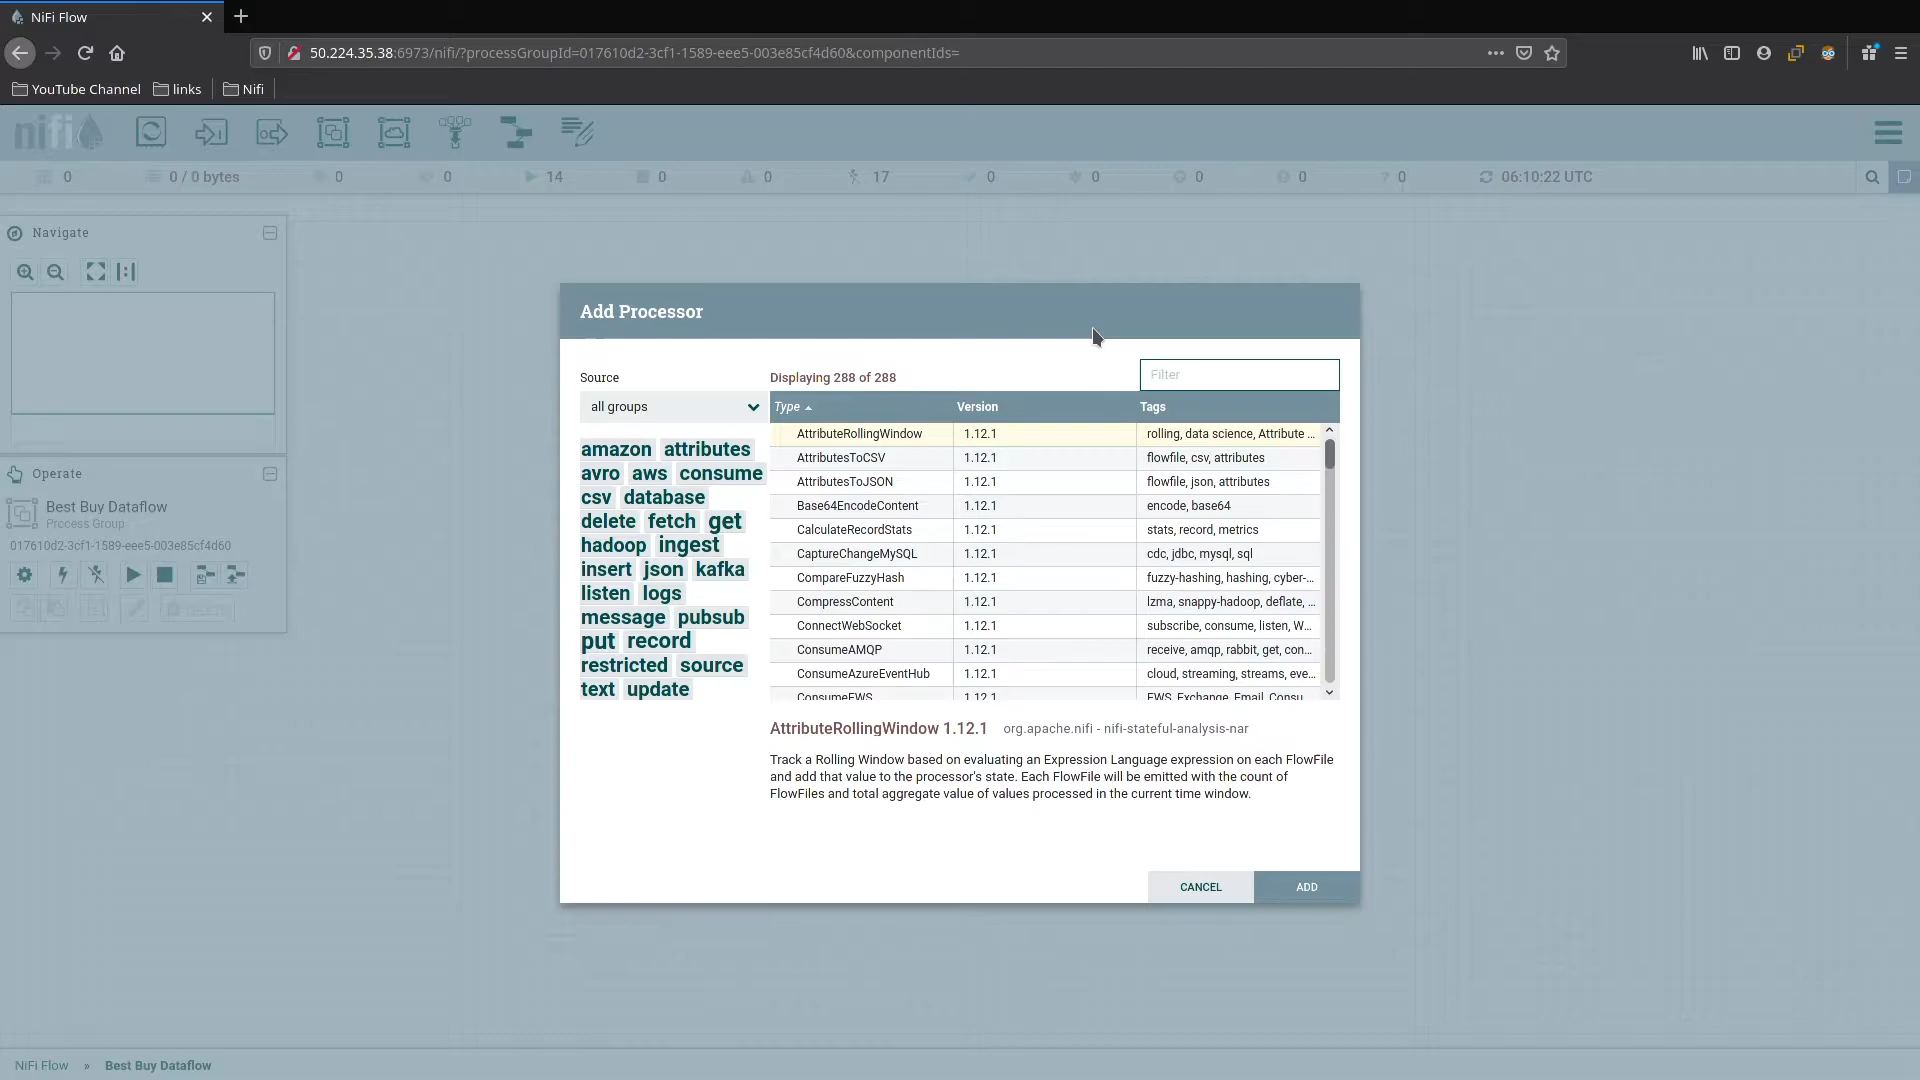 NiFi Flow
50.224.35.38:6973/nifi/?processGroupId=017610d2-3cf1-1589-eee5-003e85cf4d60&componentIds=
YouTube Channel links Nifi
nifi
0 0 / 0 bytes 0 0 14 0 0 17 0 0 0 0 ? 0 06:10:22 UTC
Navigate
Operate
Best Buy Dataflow
Process Group
017610d2-3cf1-1589-eee5-003e85cf4d60
DELETE
Add Processor
Source
all groups
amazon attributes
avro aws consume
csv database
delete fetch get
hadoop ingest
insert json kafka
listen logs
message pubsub
put record
restricted source
text update
Displaying 288 of 288
Filter
Type Version Tags
AttributeRollingWindow 1.12.1 rolling, data science, Attribute ...
AttributesToCSV 1.12.1 flowfile, csv, attributes
AttributesToJSON 1.12.1 flowfile, json, attributes
Base64EncodeContent 1.12.1 encode, base64
CalculateRecordStats 1.12.1 stats, record, metrics
CaptureChangeMySQL 1.12.1 cdc, jdbc, mysql, sql
CompareFuzzyHash 1.12.1 fuzzy-hashing, hashing, cyber-...
CompressContent 1.12.1 lzma, snappy-hadoop, deflate, ...
ConnectWebSocket 1.12.1 subscribe, consume, listen, W...
ConsumeAMQP 1.12.1 receive, amqp, rabbit, get, con...
ConsumeAzureEventHub 1.12.1 cloud, streaming, streams, eve...
ConsumeEWS 1.12.1 EWS, Exchange, Email, Consu...
AttributeRollingWindow 1.12.1 org.apache.nifi - nifi-stateful-analysis-nar
Track a Rolling Window based on evaluating an Expression Language expression on each FlowFile
and add that value to the processor's state. Each FlowFile will be emitted with the count of
FlowFiles and total aggregate value of values processed in the current time window.
CANCEL ADD
NiFi Flow » Best Buy Dataflow